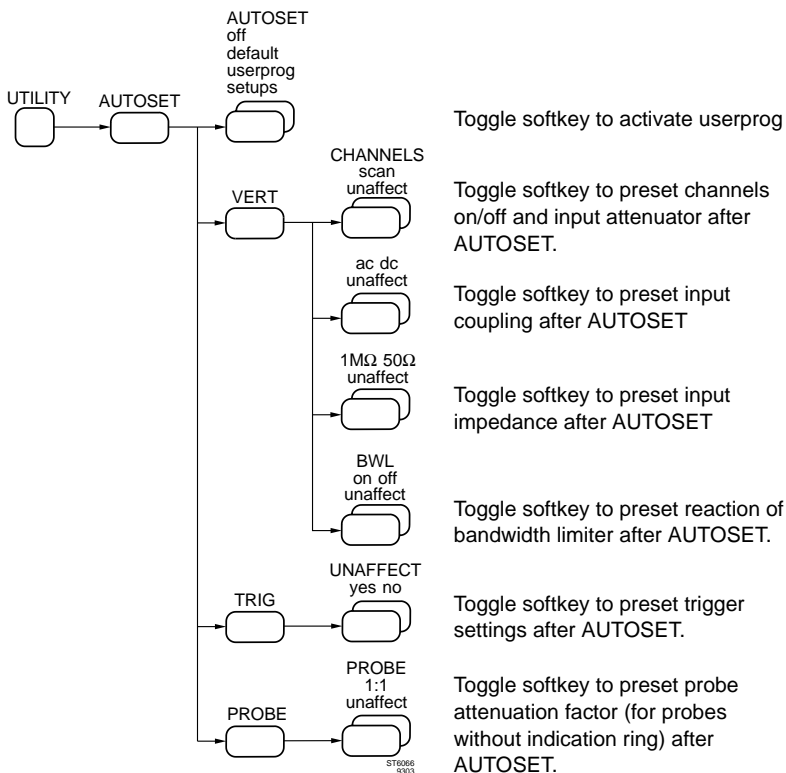 AUTOSET
off
default
userprog
setups
UTILITY
AUTOSET
Toggle softkey to activate userprog
CHANNELS
scan
unaffect
VERT
Toggle softkey to preset channels
on/off and input attenuator after
AUTOSET.
ac dc
unaffect
Toggle softkey to preset input
coupling after AUTOSET
1MΩ 50Ω
unaffect
Toggle softkey to preset input
impedance after AUTOSET
BWL
on off
unaffect
Toggle softkey to preset reaction of
bandwidth limiter after AUTOSET.
UNAFFECT
yes no
TRIG
Toggle softkey to preset trigger
settings after AUTOSET.
PROBE
1:1
unaffect
PROBE
Toggle softkey to preset probe
attenuation factor (for probes
without indication ring) after
AUTOSET.
ST6066
9303